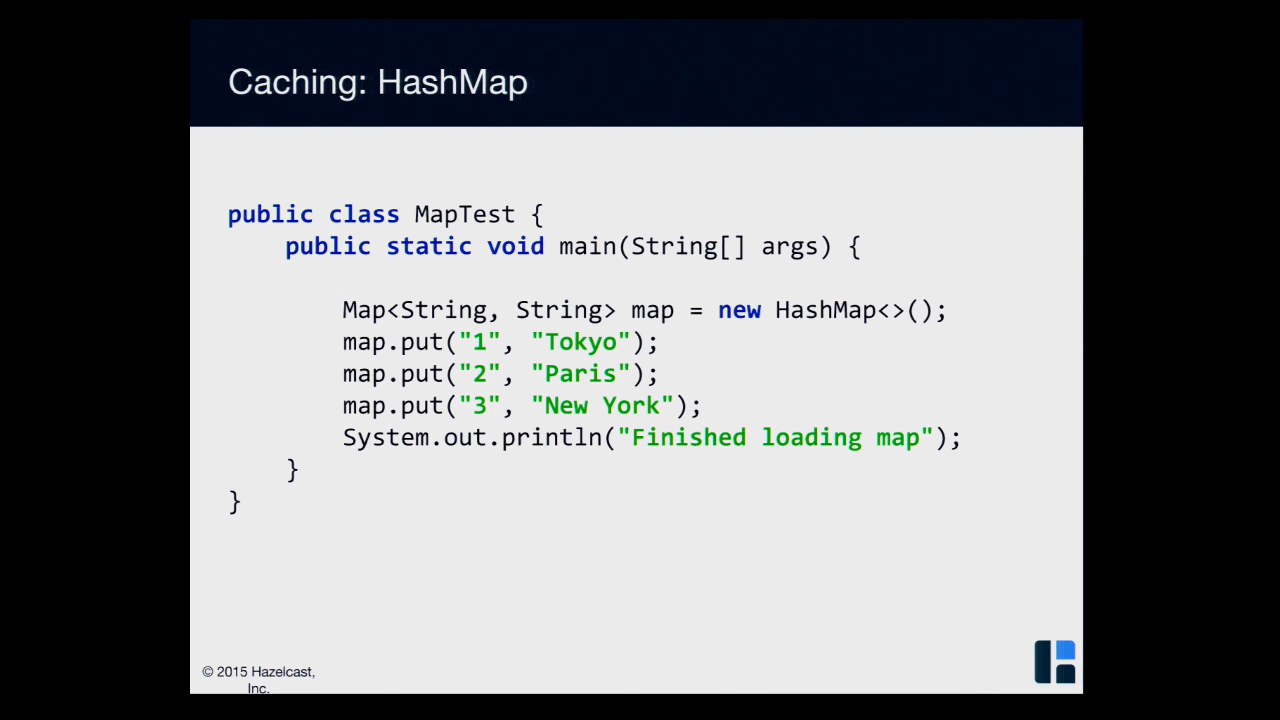 Caching: HashMap
public class MapTest {
    public static void main(String[] args) {
        Map<String, String> map = new HashMap<>();
        map.put("1", "Tokyo");
        map.put("2", "Paris");
        map.put("3", "New York");
        System.out.println("Finished loading map");
    }
}
© 2015 Hazelcast,
Inc.